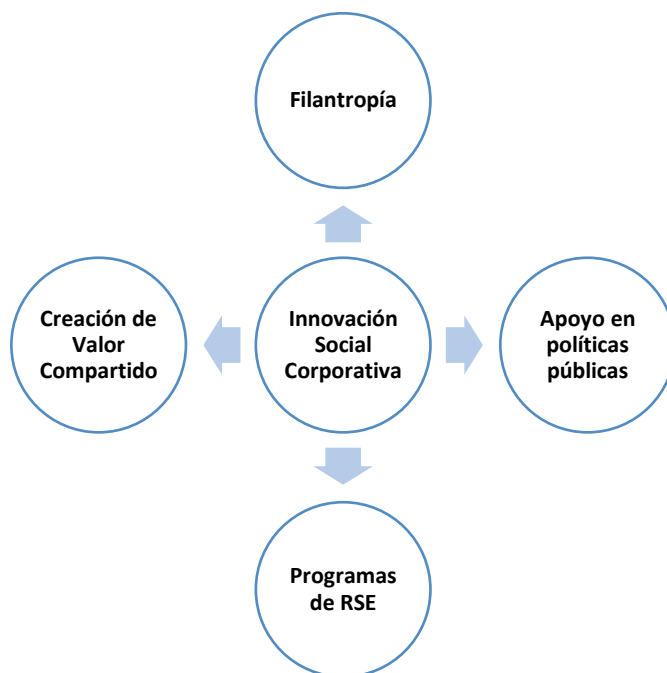 Filantropía
Creación de
Valor
Compartido
Innovación
Social
Corporativa
Apoyo en
políticas
públicas
Programas
de RSE